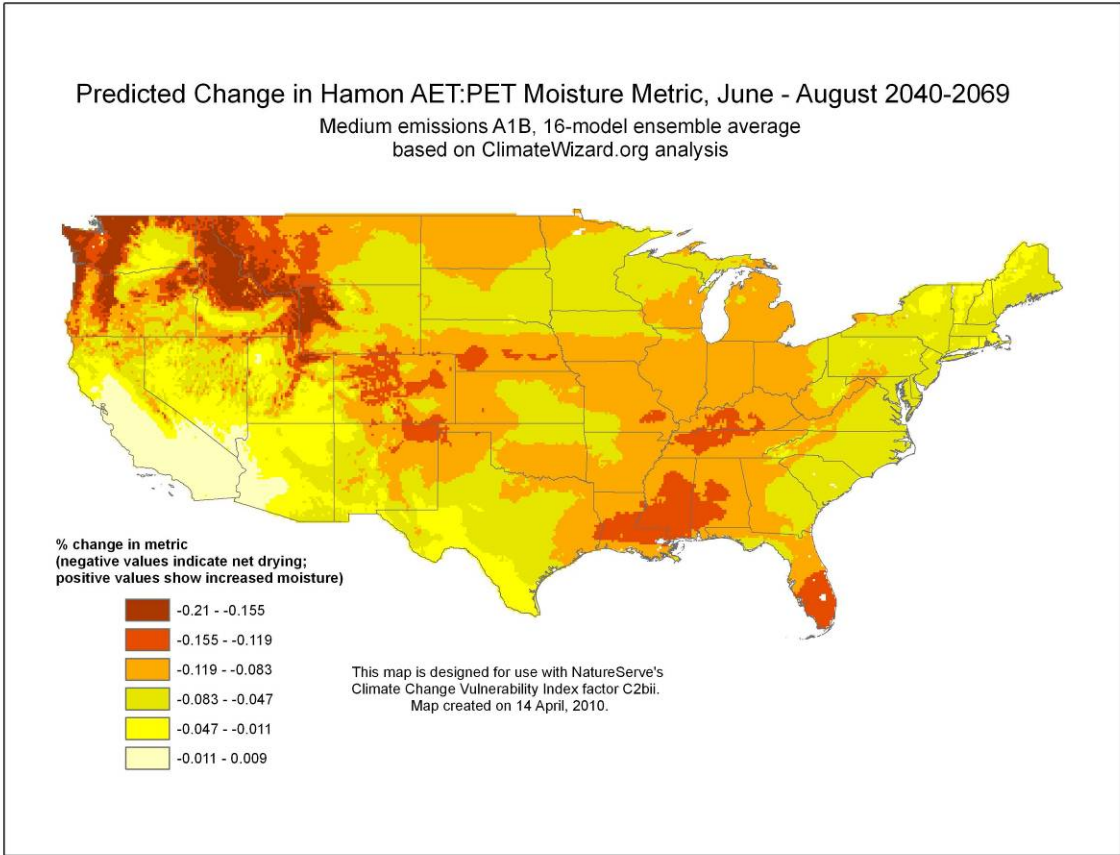 Predicted Change in Hamon AET:PET Moisture Metric, June - August 2040-2069
Medium emissions A1B, 16-model ensemble average
based on ClimateWizard.org analysis
% change in metric
(negative values indicate net drying;
positive values show increased moisture)
-0.21 - -0.155
-0.155 - -0.119
-0.119 - -0.083
-0.083 - -0.047
-0.047 - -0.011
-0.011 - 0.009
This map is designed for use with NatureServe's
Climate Change Vulnerability Index factor C2bii.
Map created on 14 April, 2010.